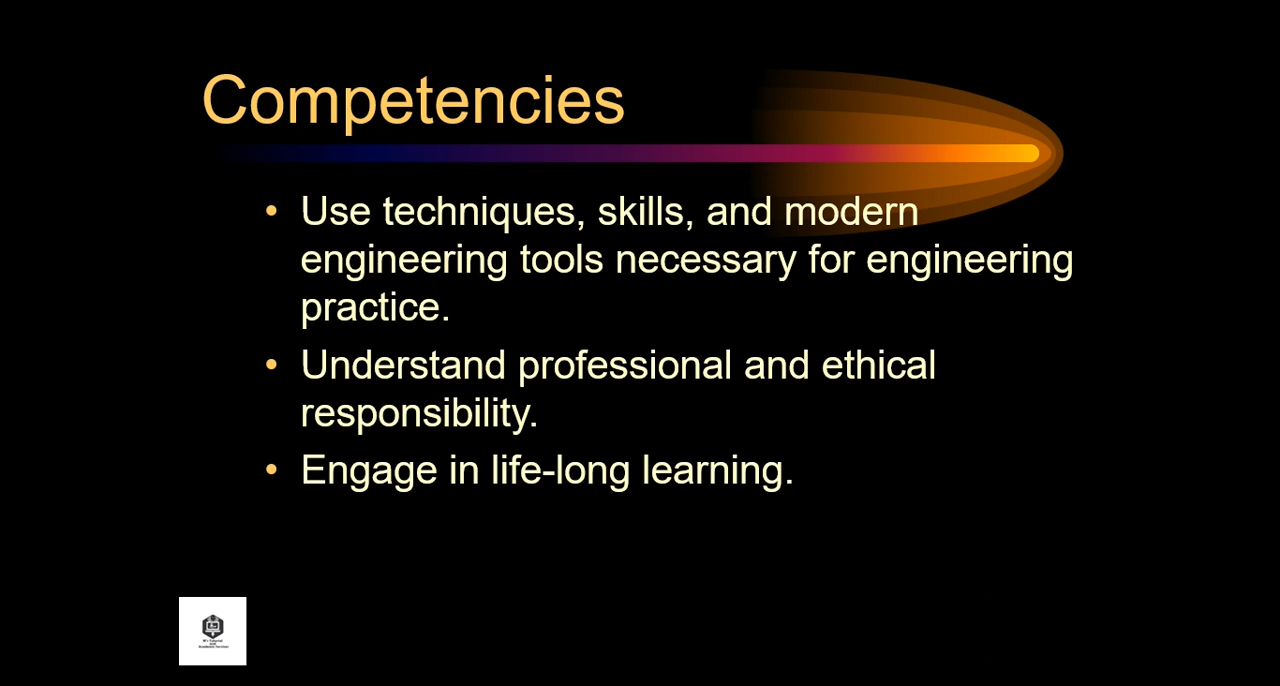 Competencies
• Use techniques, skills, and modern
engineering tools necessary for engineering
practice.
• Understand professional and ethical
responsibility.
• Engage in life-long learning.